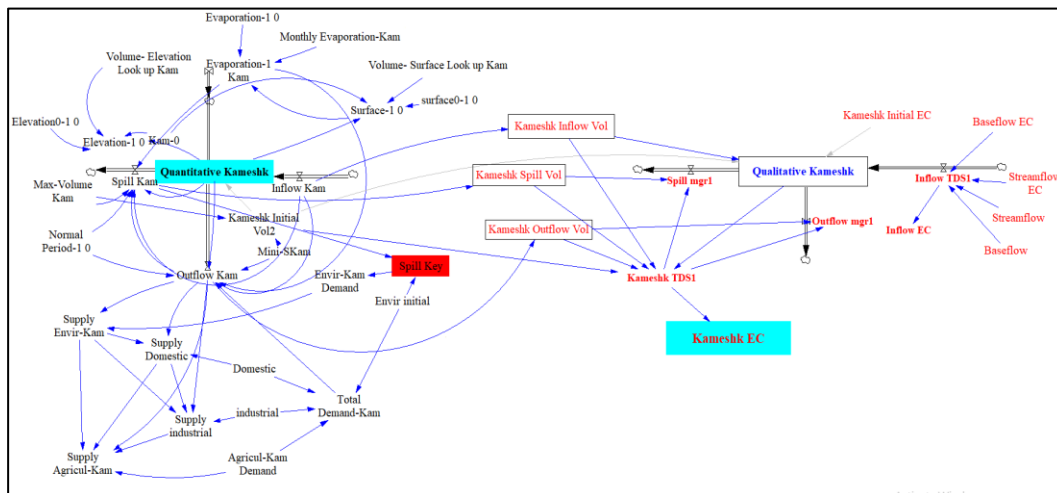 Evaporation-1 0
Monthly Evaporation-Kam
Volume- Elevation
Look up Kam
Evaporation-1
Kam
Volume- Surface Look up Kam
surface0-1 0
Surface-1 0
Elevation0-1 0
Elevation-1 0
Kam-0
Kameshk Inflow Vol
Kameshk Initial EC
Baseflow EC
Quantitative Kameshk
Qualitative Kameshk
Spill Kam
Inflow Kam
Kameshk Spill Vol
Spill mgr1
Inflow TDS1
Streamflow
EC
Max-Volume
Kam
Kameshk Initial
Vol2
Kameshk Outflow Vol
Outflow mgr1
Inflow EC
Streamflow
Baseflow
Normal
Period-1 0
Mini-SKam
Outflow Kam
Envir-Kam
Demand
Spill Key
Kameshk TDS1
Envir initial
Supply
Envir-Kam
Supply
Domestic
Kameshk EC
Domestic
Total
Demand-Kam
industrial
Supply
industrial
Supply
Agricul-Kam
Agricul-Kam
Demand